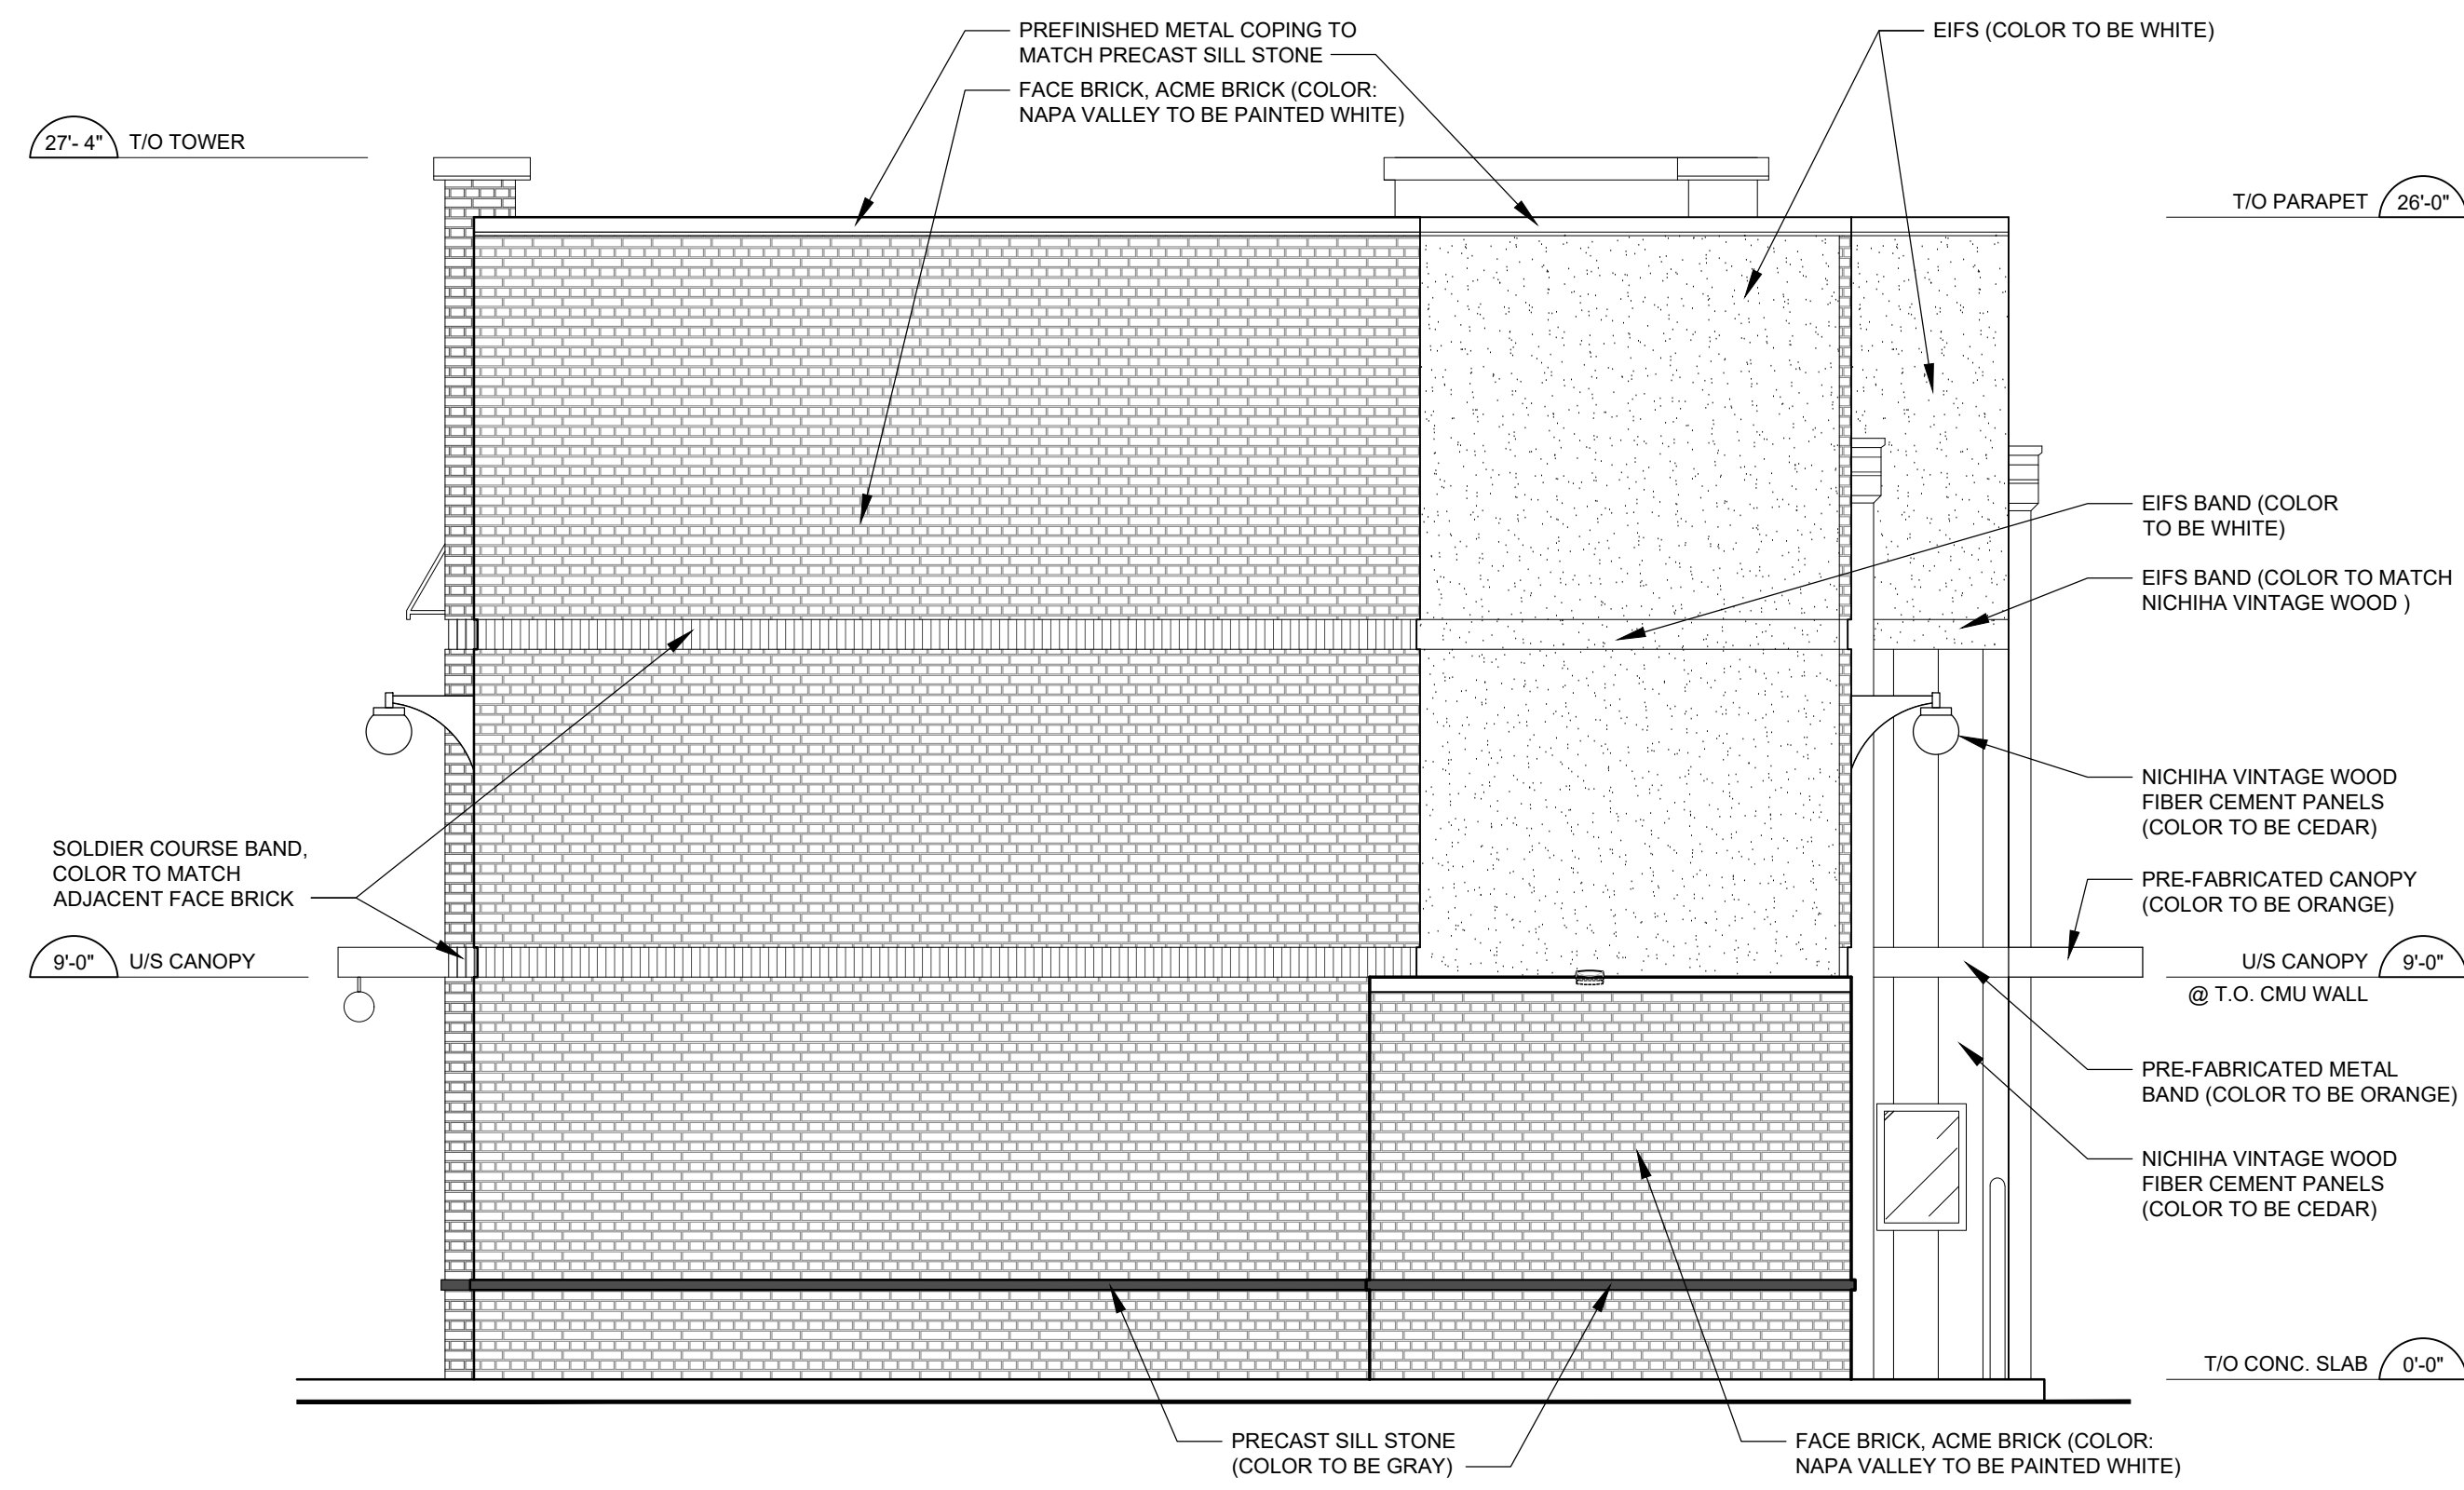 PREFINISHED METAL COPING TO
MATCH PRECAST SILL STONE
FACE BRICK, ACME BRICK (COLOR:
NAPA VALLEY TO BE PAINTED WHITE)
EIFS (COLOR TO BE WHITE)
27'- 4" T/O TOWER
T/O PARAPET 26'-0"
EIFS BAND (COLOR
TO BE WHITE)
EIFS BAND (COLOR TO MATCH
NICHIHA VINTAGE WOOD )
NICHIHA VINTAGE WOOD
FIBER CEMENT PANELS
(COLOR TO BE CEDAR)
SOLDIER COURSE BAND,
COLOR TO MATCH
ADJACENT FACE BRICK
PRE-FABRICATED CANOPY
(COLOR TO BE ORANGE)
9'-0" U/S CANOPY
U/S CANOPY 9'-0"
@ T.O. CMU WALL
PRE-FABRICATED METAL
BAND (COLOR TO BE ORANGE)
NICHIHA VINTAGE WOOD
FIBER CEMENT PANELS
(COLOR TO BE CEDAR)
T/O CONC. SLAB 0'-0"
PRECAST SILL STONE
(COLOR TO BE GRAY)
FACE BRICK, ACME BRICK (COLOR:
NAPA VALLEY TO BE PAINTED WHITE)